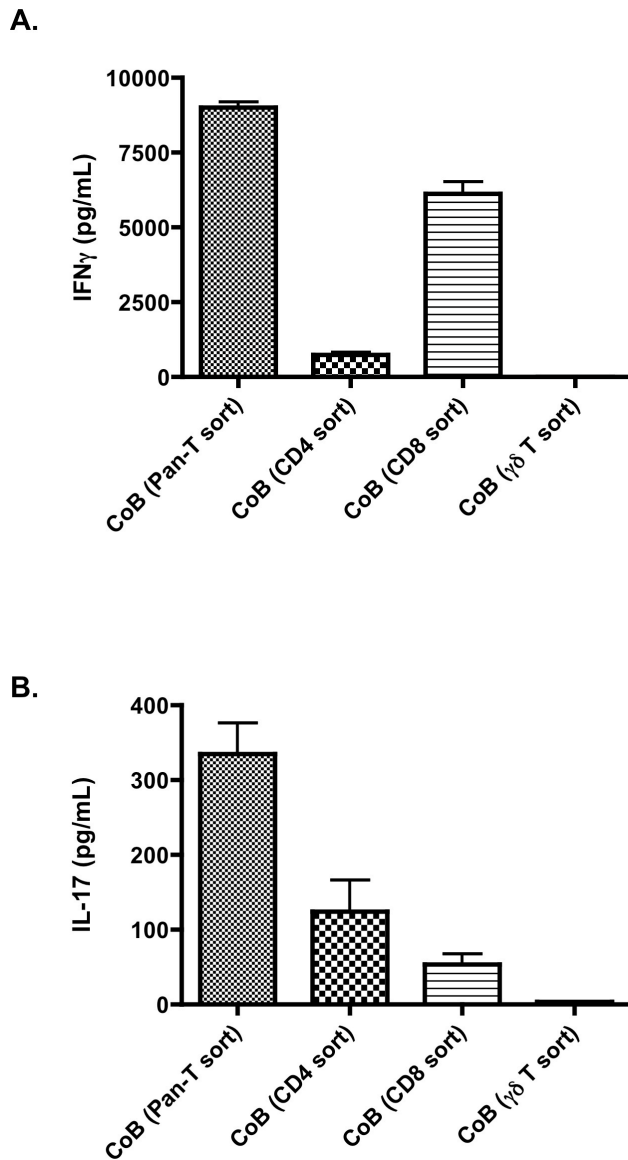 A.
IFNγ (pg/mL)
10000
7500
5000
2500
0
CoB (Pan-T sort)
CoB (CD4 sort)
CoB (CD8 sort)
CoB (γδ T sort)
B.
IL-17 (pg/mL)
400
300
200
100
0
CoB (Pan-T sort)
CoB (CD4 sort)
CoB (CD8 sort)
CoB (γδ T sort)